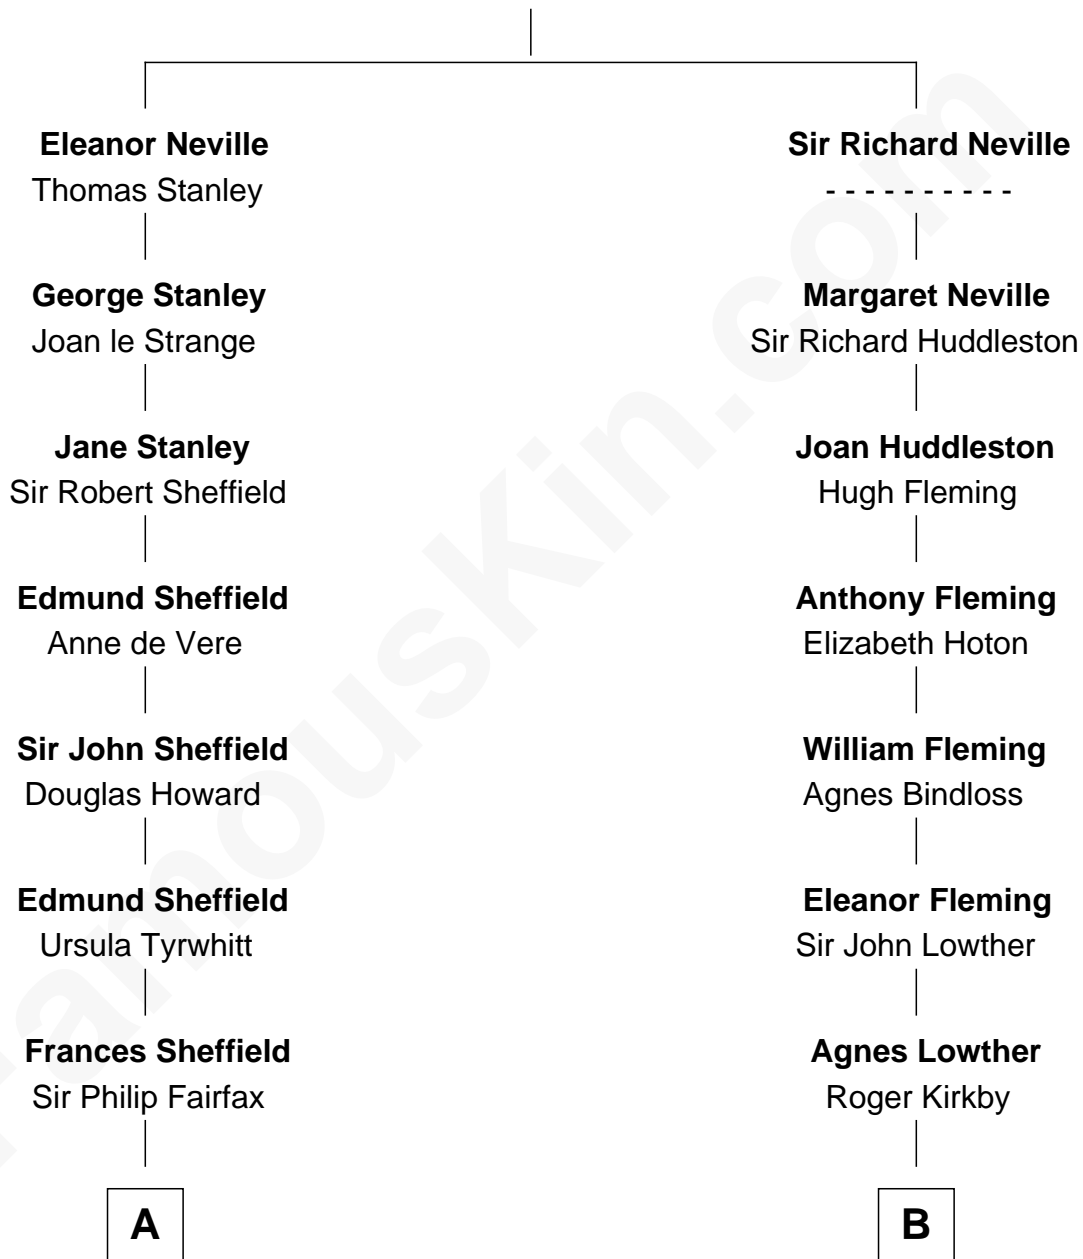 Eleanor Neville
Thomas Stanley
George Stanley
Joan le Strange
Jane Stanley
Sir Robert Sheffield
Edmund Sheffield
Anne de Vere
Sir John Sheffield
Douglas Howard
Edmund Sheffield
Ursula Tyrwhitt
Frances Sheffield
Sir Philip Fairfax
A
Sir Richard Neville
- - - - - - - - - -
Margaret Neville
Sir Richard Huddleston
Joan Huddleston
Hugh Fleming
Anthony Fleming
Elizabeth Hoton
William Fleming
Agnes Bindloss
Eleanor Fleming
Sir John Lowther
Agnes Lowther
Roger Kirkby
B
FamousKin.com